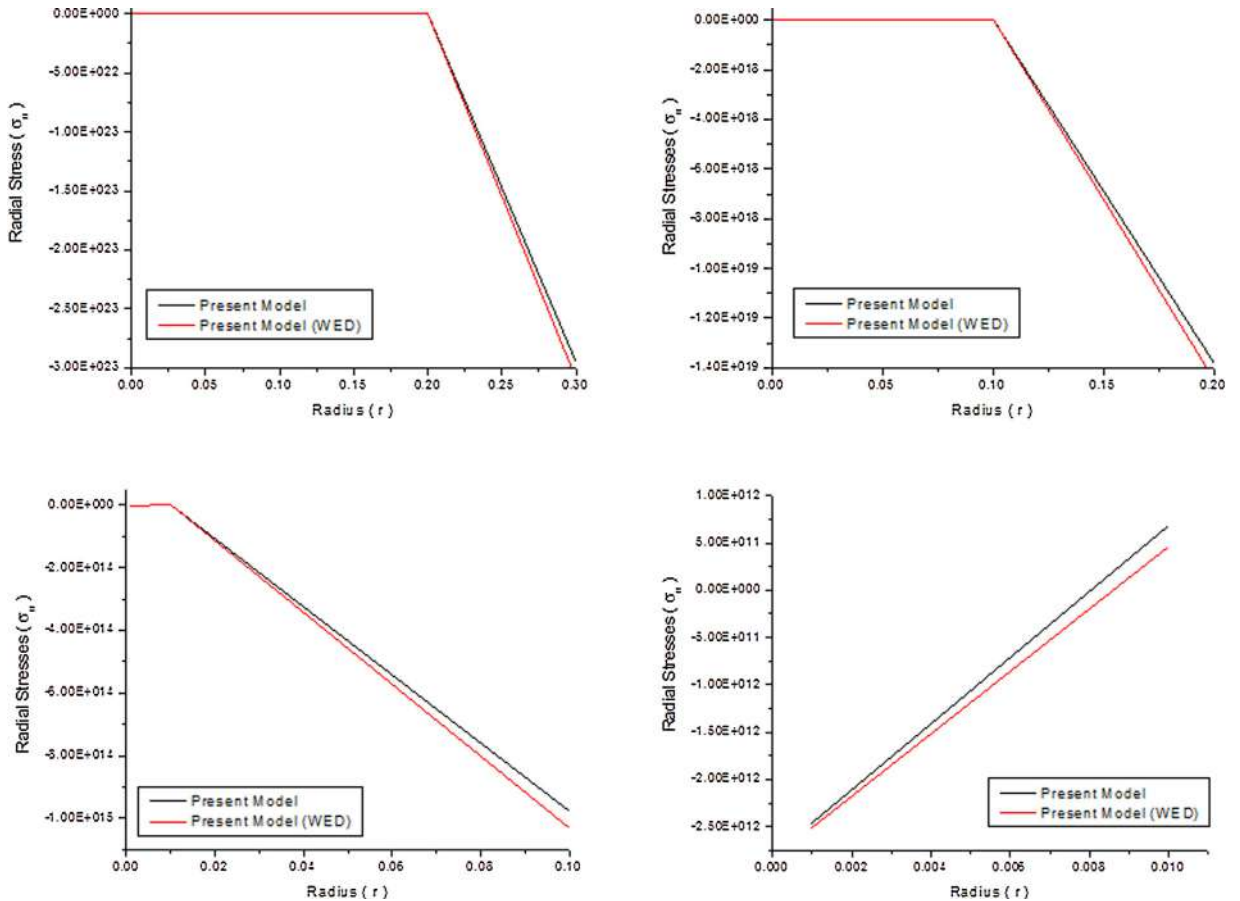 0.00E+000
-5.00E+022
-1.00E+023
-1.50E+023
-2.00E+023
-2.50E+023
-3.00E+023
Radial Stress ( σrr )
Present Model
Present Model (WED)
0.00 0.05 0.10 0.15 0.20 0.25 0.30
Radius ( r )
0.00E+000
-2.00E+018
-4.00E+018
-6.00E+018
-8.00E+018
-1.00E+019
-1.20E+019
-1.40E+019
Radial Stresses ( σrr )
Present Model
Present Model (WED)
0.00 0.05 0.10 0.15 0.20
Radius ( r )
0.00E+000
-2.00E+014
-4.00E+014
-6.00E+014
-8.00E+014
-1.00E+015
Radial Stresses ( σrr )
Present Model
Present Model (WED)
0.00 0.02 0.04 0.06 0.08 0.10
Radius ( r )
1.00E+012
5.00E+011
0.00E+000
-5.00E+011
-1.00E+012
-1.50E+012
-2.00E+012
-2.50E+012
Radial Stresses ( σrr )
Present Model
Present Model (WED)
0.000 0.002 0.004 0.006 0.008 0.010
Radius ( r )